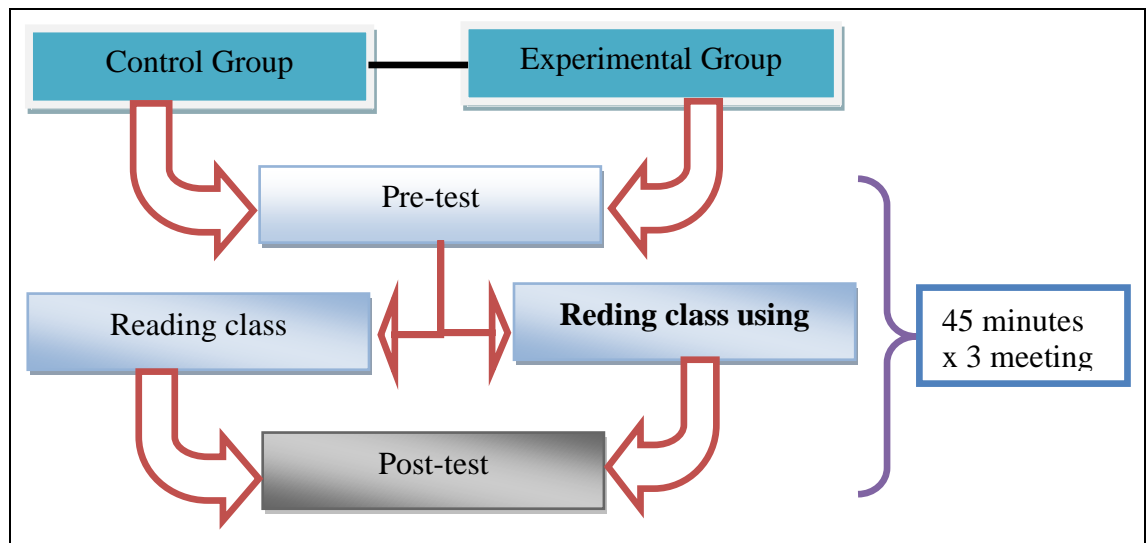 Control Group
Experimental Group
Pre-test
Reading class
Reding class using
45 minutes
x 3 meeting
Post-test